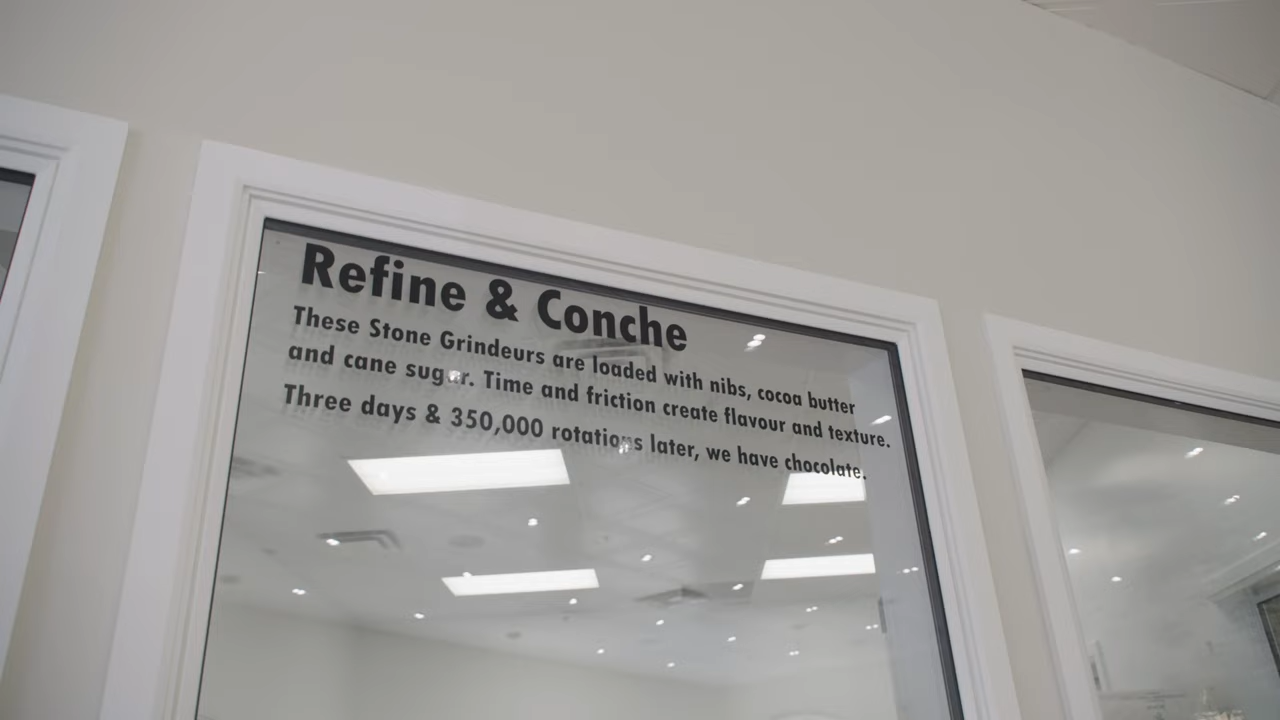 Refine & Conche
These Stone Grindeurs are loaded with nibs, cocoa butter
and cane sugar. Time and friction create flavour and texture.
Three days & 350,000 rotations later, we have chocolate.